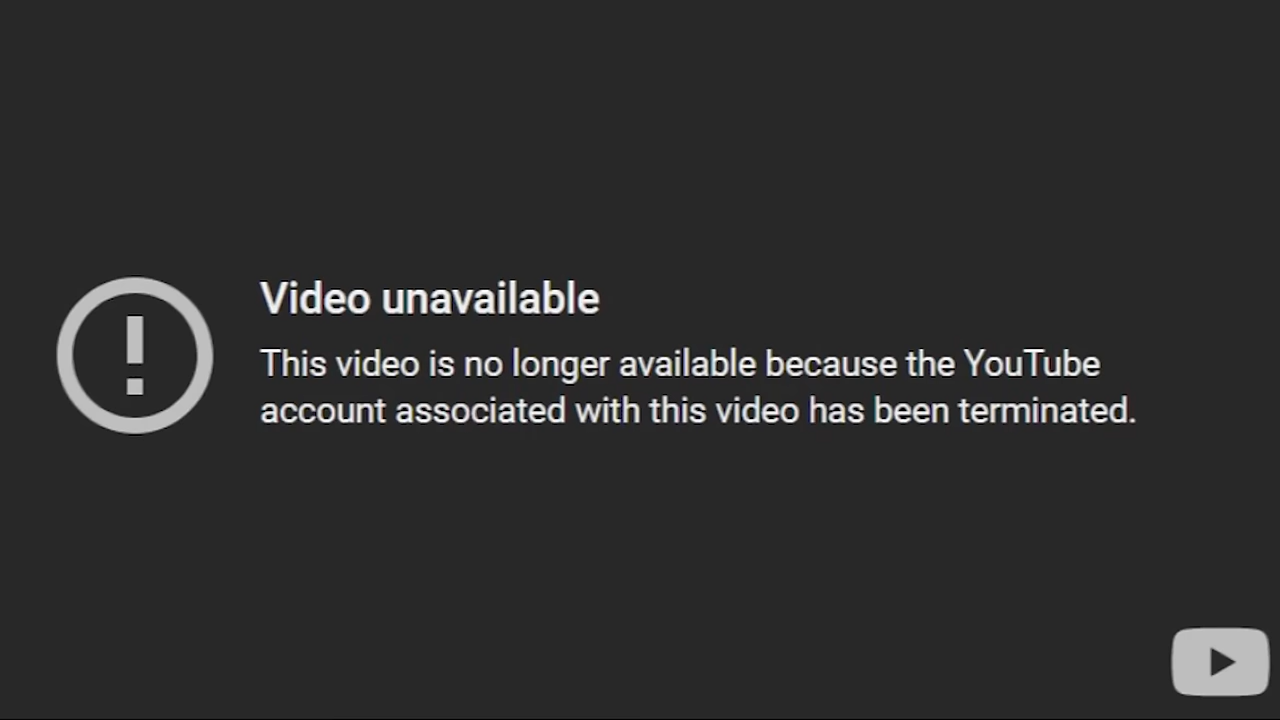 Video unavailable
This video is no longer available because the YouTube
account associated with this video has been terminated.